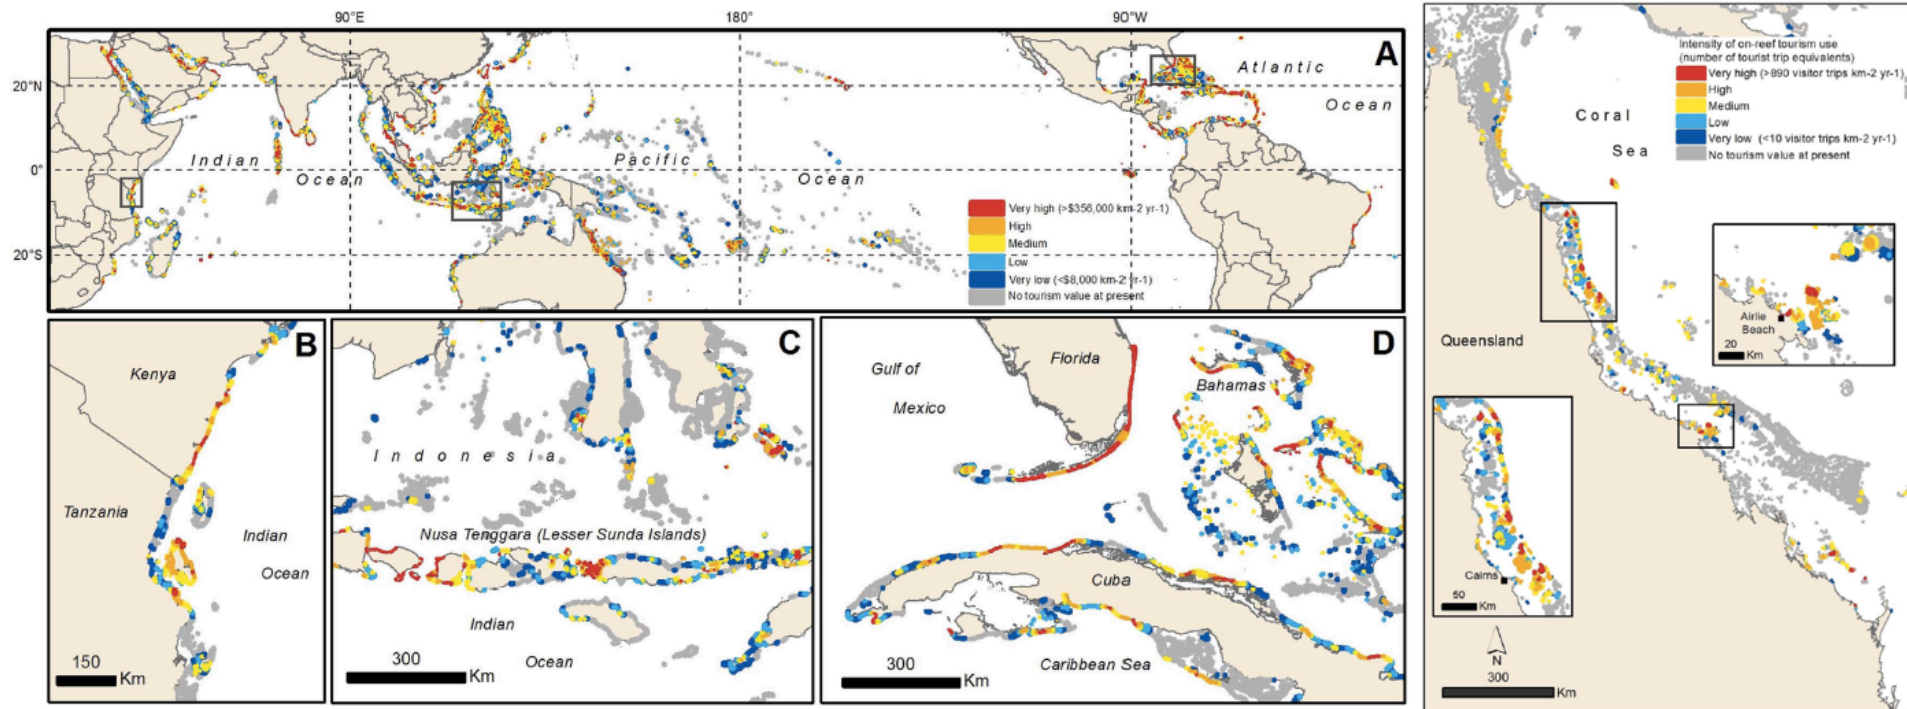 90°E
180°
90°W
A
20°N
0°
20°S
Indian
Ocean
Pacific
Ocean
Atlantic
Ocean
Very high (>$356,000 km-2 yr-1)
High
Medium
Low
Very low (<$8,000 km-2 yr-1)
No tourism value at present
B
Kenya
Tanzania
Indian
Ocean
150
Km
C
Indonesia
Nusa Tenggara (Lesser Sunda Islands)
Indian
Ocean
300
Km
D
Gulf of
Mexico
Florida
Bahamas
Cuba
Caribbean Sea
300
Km
Intensity of on-reef tourism use
(number of tourist trip equivalents)
Very high (>890 visitor trips km-2 yr-1)
High
Medium
Low
Very low (<10 visitor trips km-2 yr-1)
No tourism value at present
Coral
Sea
Queensland
Airlie
Beach
20
Km
Cairns
50
Km
N
300
Km